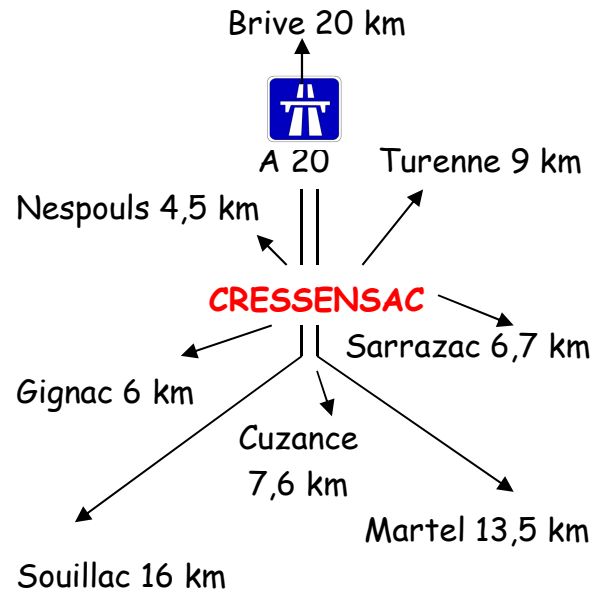 Brive 20 km
A 20
Turenne 9 km
Nespouls 4,5 km
CRESSENSAC
Sarrazac 6,7 km
Gignac 6 km
Cuzance
7,6 km
Martel 13,5 km
Souillac 16 km